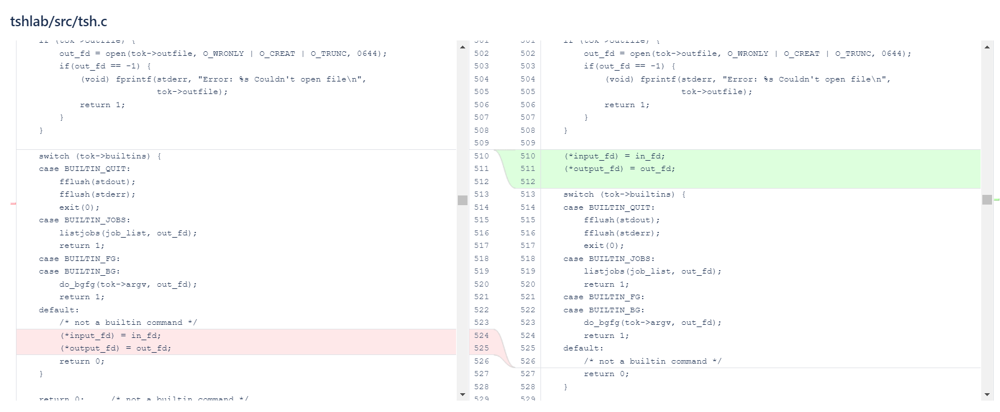 tshlab/src/tsh.c
if (tok->outfile) {
out_fd = open(tok->outfile, O_WRONLY | O_CREAT | O_TRUNC, 0644);
if(out_fd == -1) {
(void) fprintf(stderr, "Error: %s Couldn't open file\n",
tok->outfile);
return 1;
}
}
switch (tok->builtins) {
case BUILTIN_QUIT:
fflush(stdout);
fflush(stderr);
exit(0);
case BUILTIN_JOBS:
listjobs(job_list, out_fd);
return 1;
case BUILTIN_FG:
case BUILTIN_BG:
do_bgfg(tok->argv, out_fd);
return 1;
default:
/* not a builtin command */
(*input_fd) = in_fd;
(*output_fd) = out_fd;
return 0;
}
return 0; /* not a builtin command */
501 501
502 502
503 503
504 504
505 505
506 506
507 507
508 508
509 509
510 510
511 511
512 512
513 513
514 514
515 515
516 516
517 517
518 518
519 519
520 520
521 521
522 522
523 523
524 524
525 525
526 526
527 527
528 528
529 529
if (tok->outfile) {
out_fd = open(tok->outfile, O_WRONLY | O_CREAT | O_TRUNC, 0644);
if(out_fd == -1) {
(void) fprintf(stderr, "Error: %s Couldn't open file\n",
tok->outfile);
return 1;
}
}
(*input_fd) = in_fd;
(*output_fd) = out_fd;
switch (tok->builtins) {
case BUILTIN_QUIT:
fflush(stdout);
fflush(stderr);
exit(0);
case BUILTIN_JOBS:
listjobs(job_list, out_fd);
return 1;
case BUILTIN_FG:
case BUILTIN_BG:
do_bgfg(tok->argv, out_fd);
return 1;
default:
/* not a builtin command */
return 0;
}